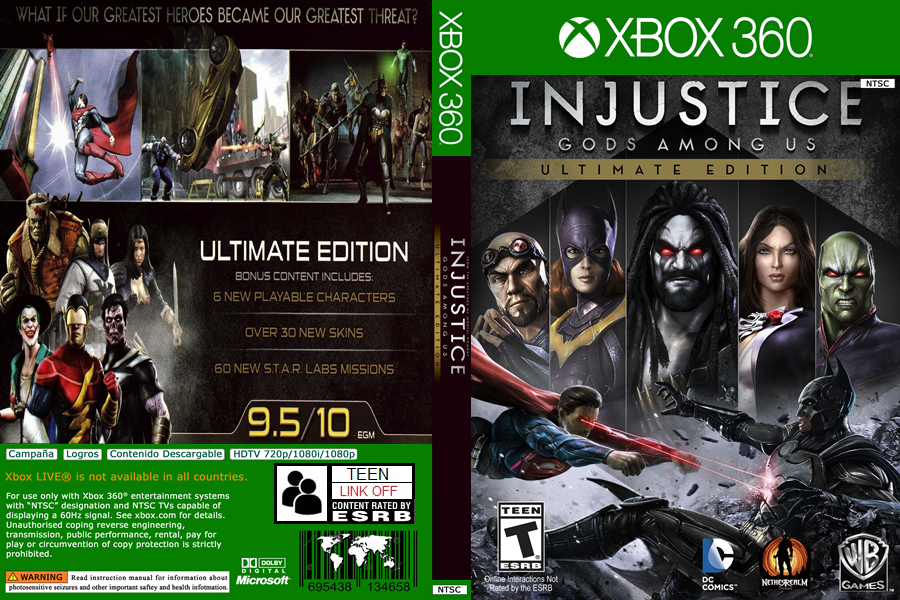 WHAT IF OUR GREATEST HEROES BECAME OUR GREATEST THREAT?
ULTIMATE EDITION
BONUS CONTENT INCLUDES:
6 NEW PLAYABLE CHARACTERS
OVER 30 NEW SKINS
60 NEW S.T.A.R. LABS MISSIONS
9.5/10
EGM
Campaña Logros Contenido Descargable HDTV 720p/1080i/1080p
Xbox LIVE® is not available in all countries.
For use only with Xbox 360® entertainment systems
with "NTSC" designation and NTSC TVs capable of
displaying a 60Hz signal. See xbox.com for details.
Unauthorised coping reverse engineering,
transmission, public performance, rental, pay for
play or circumvention of copy protection is strictly
prohibited.
WARNING Read instruction manual for information about
photosensitive seizures and other important saftey and health infotmation.
TEEN
LINK OFF
CONTENT RATED BY
ESRB
DOLBY
DIGITAL
Microsoft
695438 134658
XBOX 360
INJUSTICE
GODS AMONG US
ULTIMATE EDITION
NTSC
XBOX 360
NTSC
INJUSTICE
GODS AMONG US
ULTIMATE EDITION
TEEN
T
ESRB
Online Interactions Not
Rated by the ESRB
DC
COMICS™
NETHERREALM
WB
GAMES